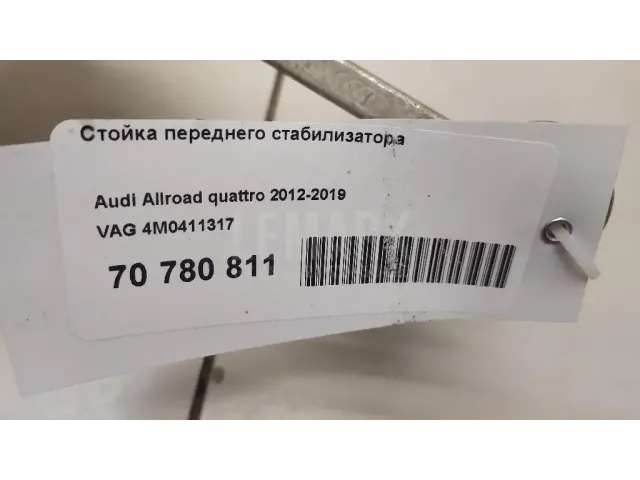 Стойка переднего стабилизатора
Audi Allroad quattro 2012-2019
VAG 4M0411317
70 780 811